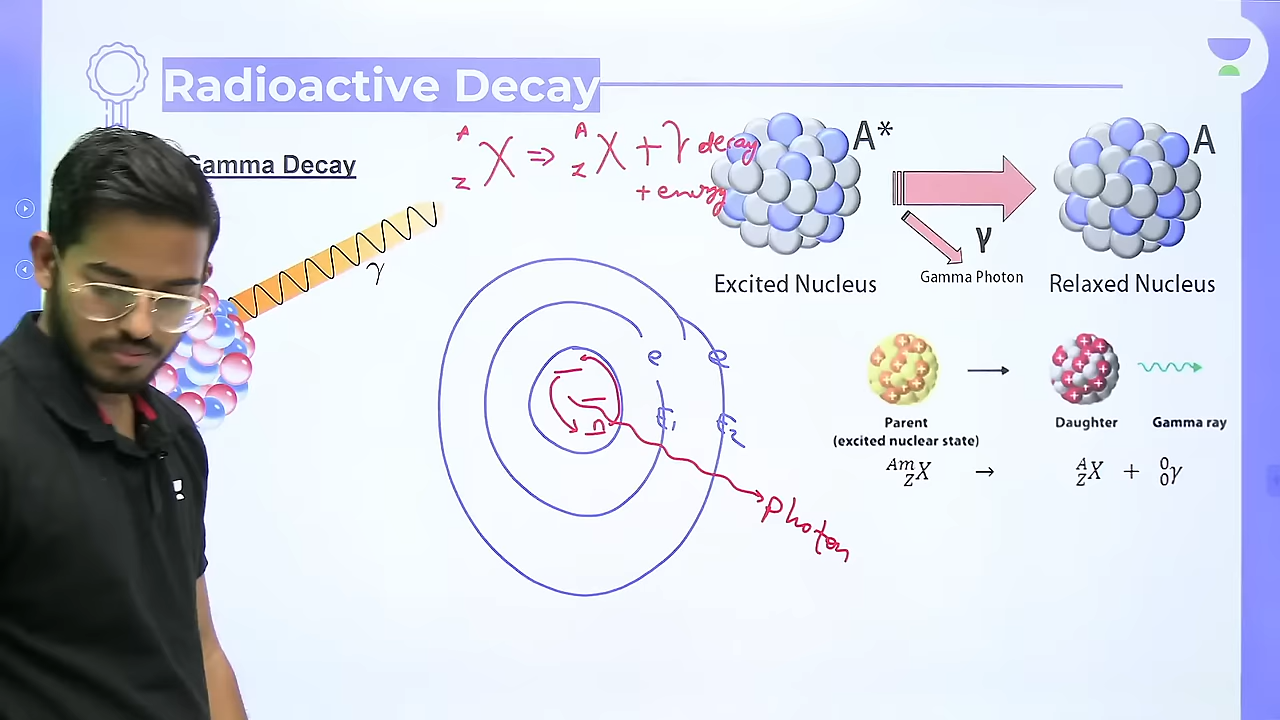 Radioactive Decay
Gamma Decay
A Z X ⇒ A Z X + γ decay
+ energy
A*
A
γ
γ
Gamma Photon
Excited Nucleus
Relaxed Nucleus
e e
E1 E2
n
Photon
Parent
(excited nuclear state)
Daughter
Gamma ray
Am Z X → A Z X + 0 0 γ